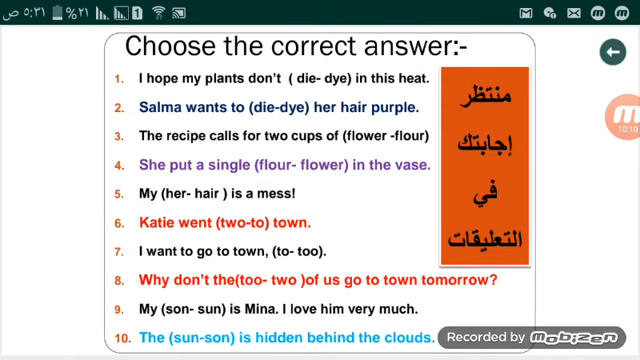 ٥:٣١ ص
٢١%
Choose the correct answer:-
1. I hope my plants don't ( die- dye) in this heat.
2. Salma wants to (die-dye) her hair purple.
3. The recipe calls for two cups of (flower -flour)
4. She put a single (flour- flower) in the vase.
5. My (her- hair ) is a mess!
6. Katie went (two-to) town.
7. I want to go to town, (to- too).
8. Why don't the(too- two )of us go to town tomorrow?
9. My (son- sun) is Mina. I love him very much.
10. The (sun-son) is hidden behind the clouds.
منتظر
إجابتك
في
التعليقات
10:10
Recorded by mobizen